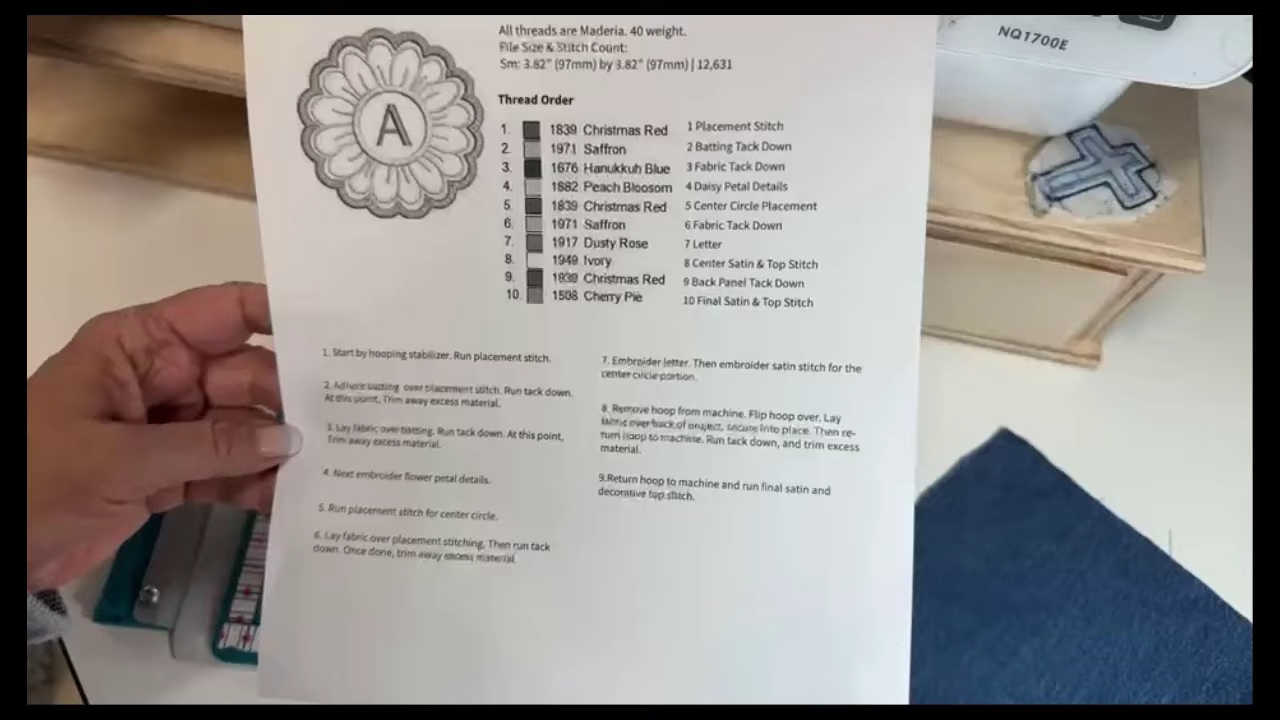 All threads are Maderia. 40 weight.
File Size & Stitch Count:
Sm: 3.82" (97mm) by 3.82" (97mm) | 12,631
NQ1700E
A
Thread Order
1. 1839 Christmas Red 1 Placement Stitch
2. 1971 Saffron 2 Batting Tack Down
3. 1676 Hanukkuh Blue 3 Fabric Tack Down
4. 1882 Peach Bloosom 4 Daisy Petal Details
5. 1839 Christmas Red 5 Center Circle Placement
6. 1971 Saffron 6 Fabric Tack Down
7. 1917 Dusty Rose 7 Letter
8. 1949 Ivory 8 Center Satin & Top Stitch
9. 1839 Christmas Red 9 Back Panel Tack Down
10. 1508 Cherry Pie 10 Final Satin & Top Stitch
1. Start by hooping stabilizer. Run placement stitch.
2. Adhere batting over placement stitch. Run tack down.
At this point, Trim away excess material.
3. Lay fabric over batting. Run tack down. At this point,
Trim away excess material.
4. Next embroider flower petal details.
5. Run placement stitch for center circle.
6. Lay fabric over placement stitching. Then run tack
down. Once done, trim away excess material.
7. Embroider letter. Then embroider satin stitch for the
center circle portion.
8. Remove hoop from machine. Flip hoop over. Lay
fabric over back of project, secure into place. Then re-
turn hoop to machine. Run tack down, and trim excess
material.
9.Return hoop to machine and run final satin and
decorative top stitch.